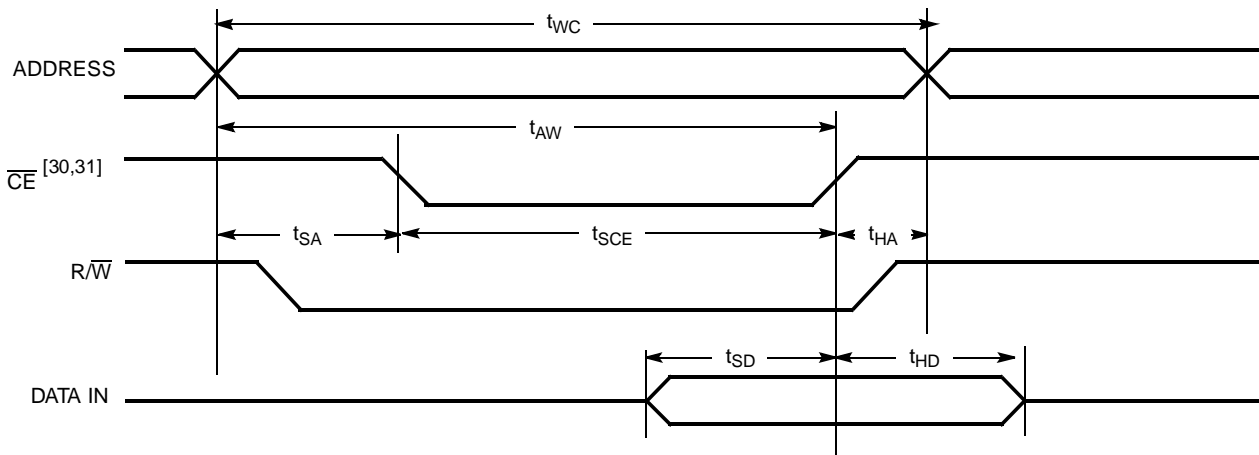 tWC
ADDRESS
tAW
CE [30,31]
tSA tSCE tHA
R/W
tSD tHD
DATA IN